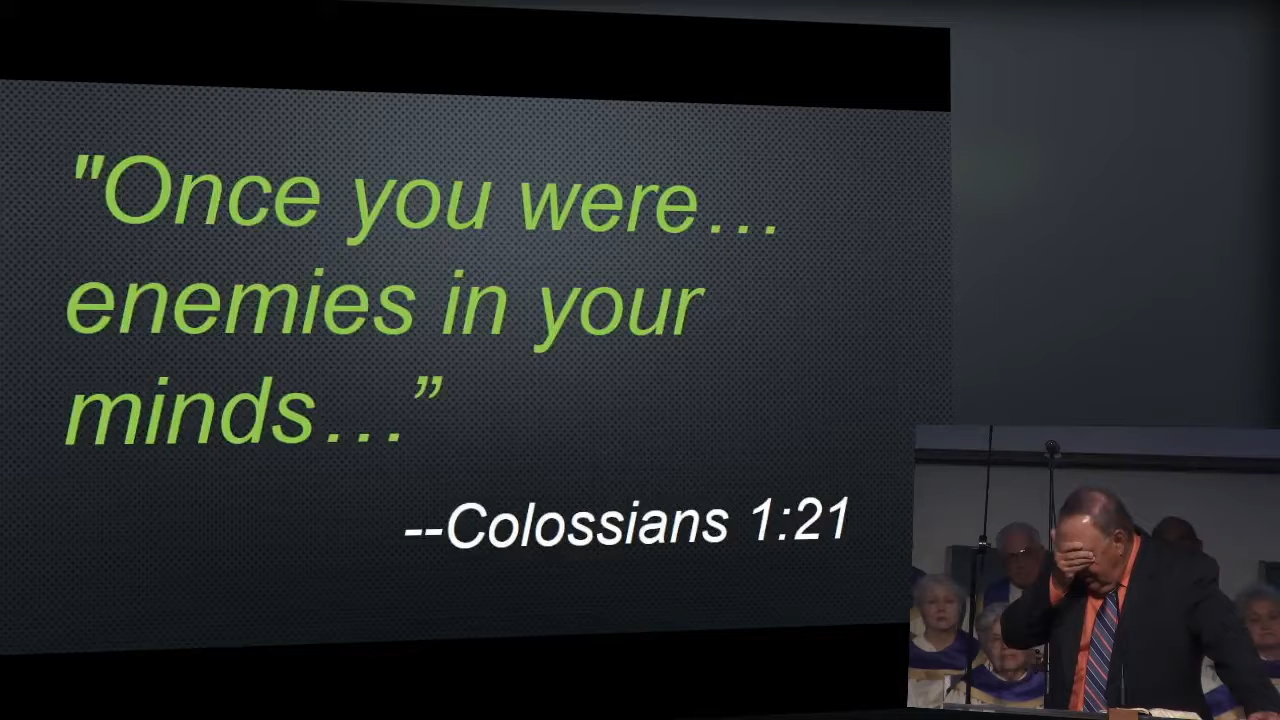 "Once you were…
enemies in your
minds…”
--Colossians 1:21